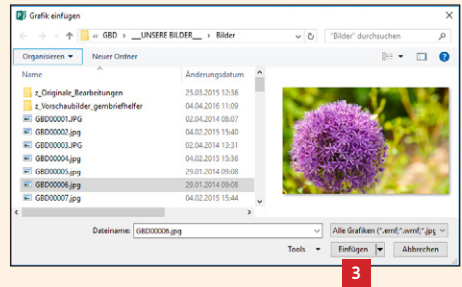 Grafik einfügen
« GBD › __UNSERE BILDER__ › Bilder
"Bilder" durchsuchen
Organisieren
Neuer Ordner
Name
Änderungsdatum
z_Originale_Bearbeitungen
25.03.2015 12:36
z_Vorschaubilder_gembriefhelfer
04.04.2016 11:09
GBD00001.JPG
02.04.2014 08:07
GBD00002.jpg
04.02.2015 15:40
GBD00003.JPG
02.04.2014 13:31
GBD00004.jpg
04.02.2015 15:36
GBD00005.jpg
29.01.2014 09:08
GBD00006.jpg
29.01.2014 09:08
GBD00007.jpg
04.02.2015 15:44
Dateiname: GBD00006.jpg
Alle Grafiken (*.emf;*.wmf;*.jpg
Tools
Einfügen
Abbrechen
3